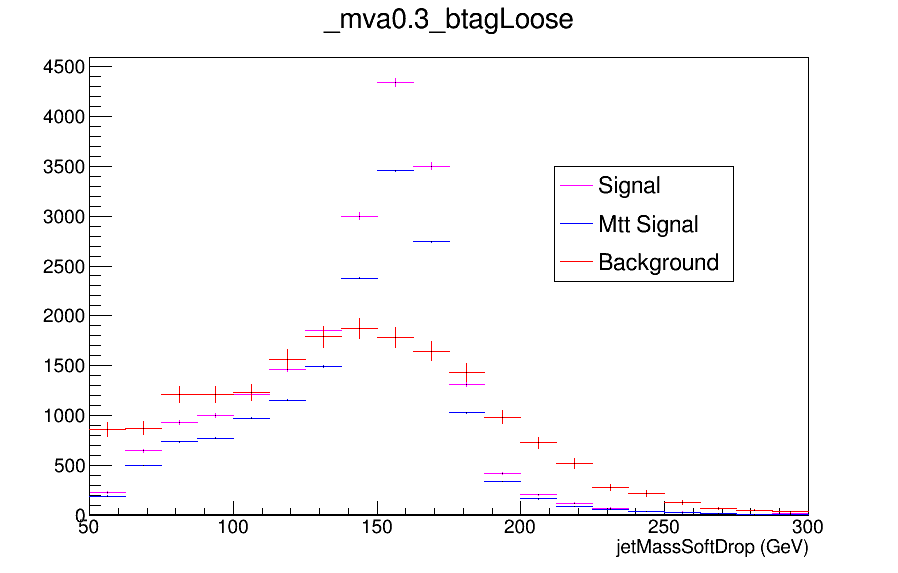 _mva0.3_btagLoose
4500
4000
3500
3000
2500
2000
1500
1000
500
0
Signal
Mtt Signal
Background
50 100 150 200 250 300
jetMassSoftDrop (GeV)